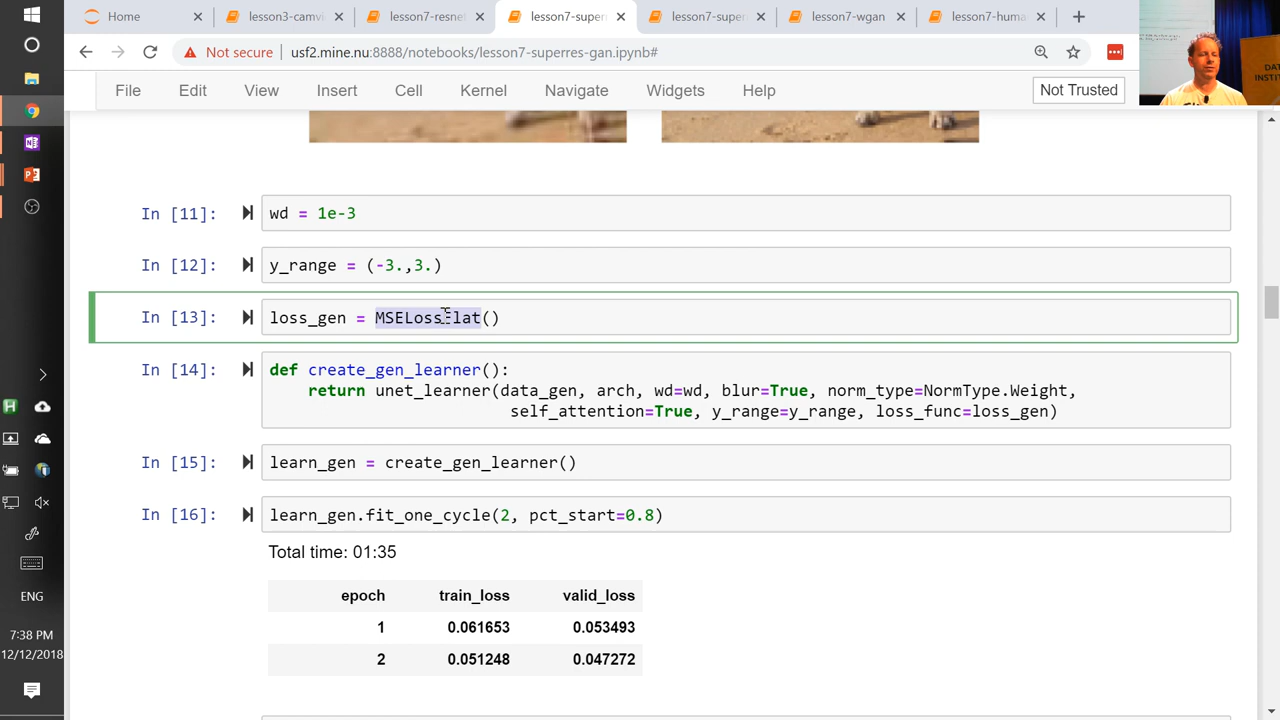 Home
lesson3-camvi
lesson7-resne
lesson7-super
lesson7-super
lesson7-wgan
lesson7-huma
Not secure usf2.mine.nu:8888/notebooks/lesson7-superres-gan.ipynb#
File Edit View Insert Cell Kernel Navigate Widgets Help Not Trusted
In [11]: wd = 1e-3
In [12]: y_range = (-3.,3.)
In [13]: loss_gen = MSELossFlat()
In [14]: def create_gen_learner():
return unet_learner(data_gen, arch, wd=wd, blur=True, norm_type=NormType.Weight,
self_attention=True, y_range=y_range, loss_func=loss_gen)
In [15]: learn_gen = create_gen_learner()
In [16]: learn_gen.fit_one_cycle(2, pct_start=0.8)
Total time: 01:35
epoch train_loss valid_loss
1 0.061653 0.053493
2 0.051248 0.047272
ENG
7:38 PM
12/12/2018
DAT
INSTIT